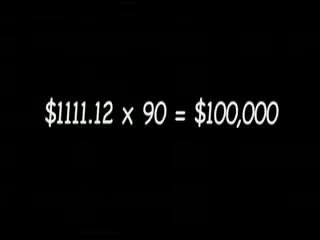 $1111.12 x 90 = $100,000